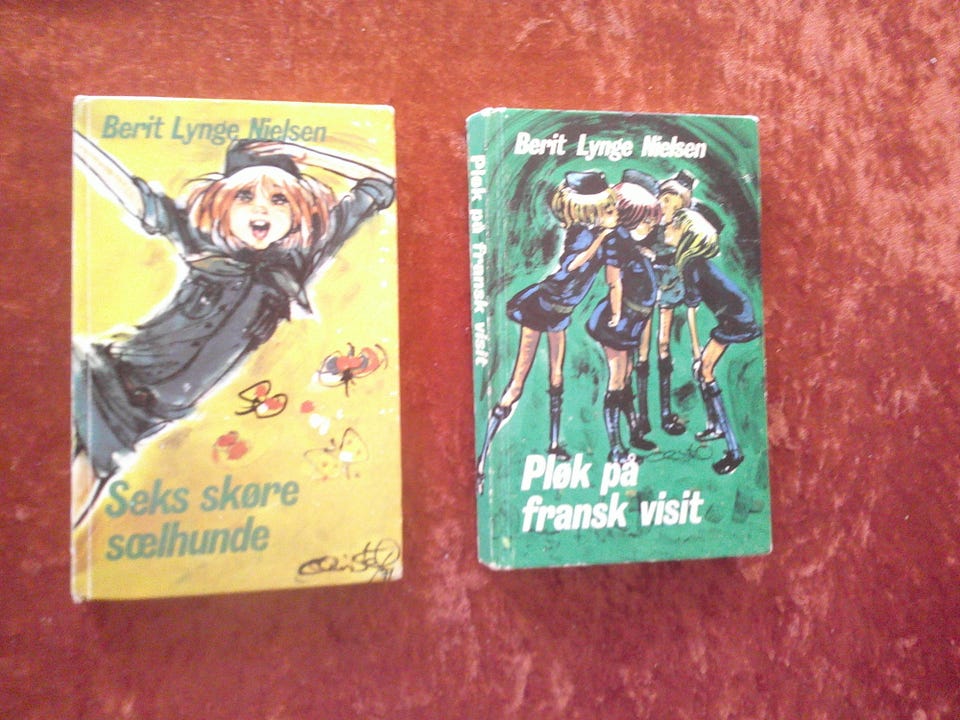 Berit Lynge Nielsen
Seks skøre
sælhunde
Pløk på fransk visit
Berit Lynge Nielsen
Pløk på
fransk visit